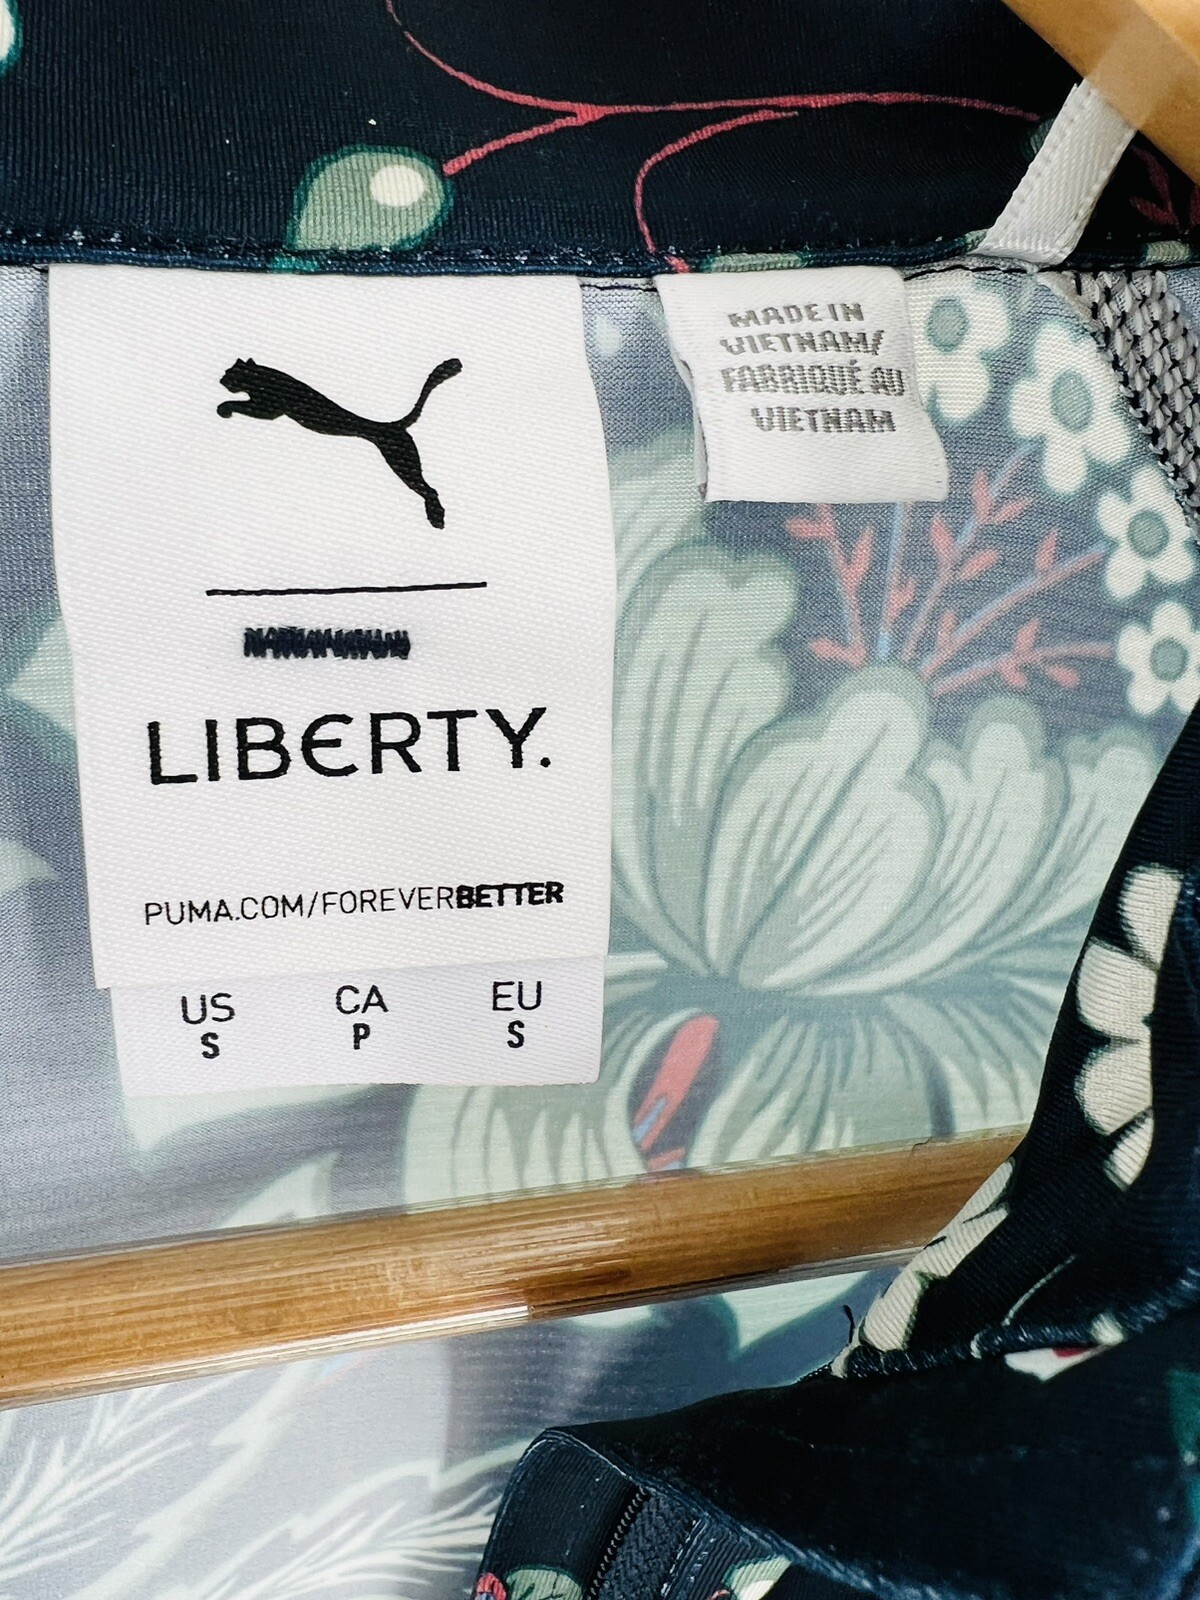 LIBERTY.
PUMA.COM/FOREVERBETTER
US CA EU
S P S
MADE IN
VIETNAM/
FABRIQUÉ AU
VIETNAM